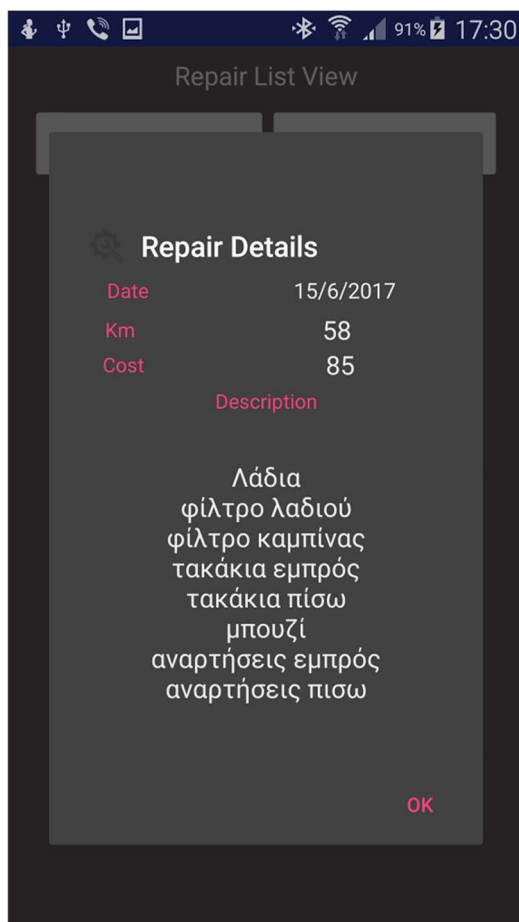 91% 17:30
Repair List View
Repair Details
Date 15/6/2017
Km 58
Cost 85
Description
Λάδια
φίλτρο λαδιού
φίλτρο καμπίνας
τακάκια εμπρός
τακάκια πίσω
μπουζί
αναρτήσεις εμπρός
αναρτήσεις πισω
OK